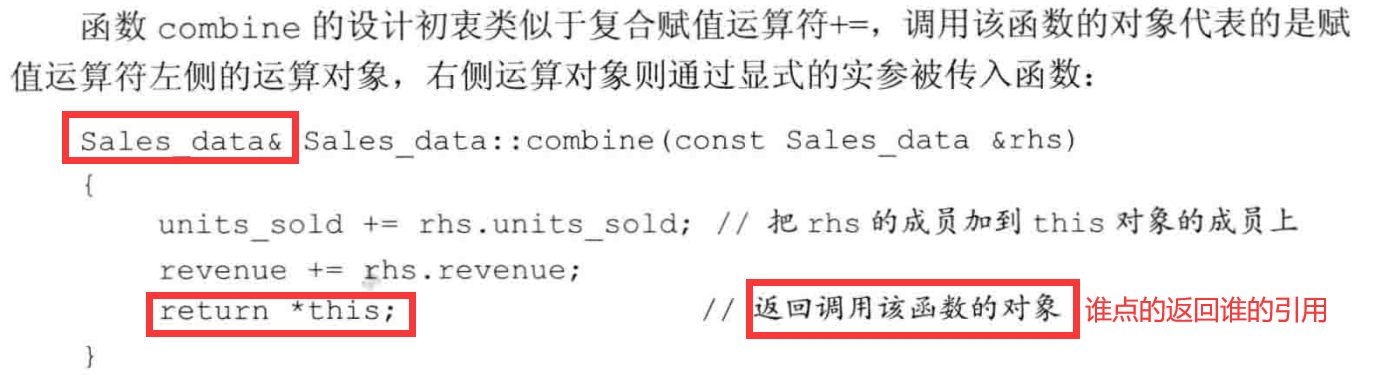 函数 combine 的设计初衷类似于复合赋值运算符+=，调用该函数的对象代表的是赋
值运算符左侧的运算对象，右侧运算对象则通过显式的实参被传入函数：
Sales_data& Sales_data::combine(const Sales_data &rhs)
{
units_sold += rhs.units_sold; // 把 rhs 的成员加到 this 对象的成员上
revenue += rhs.revenue;
return *this; // 返回调用该函数的对象 谁点的返回谁的引用
}